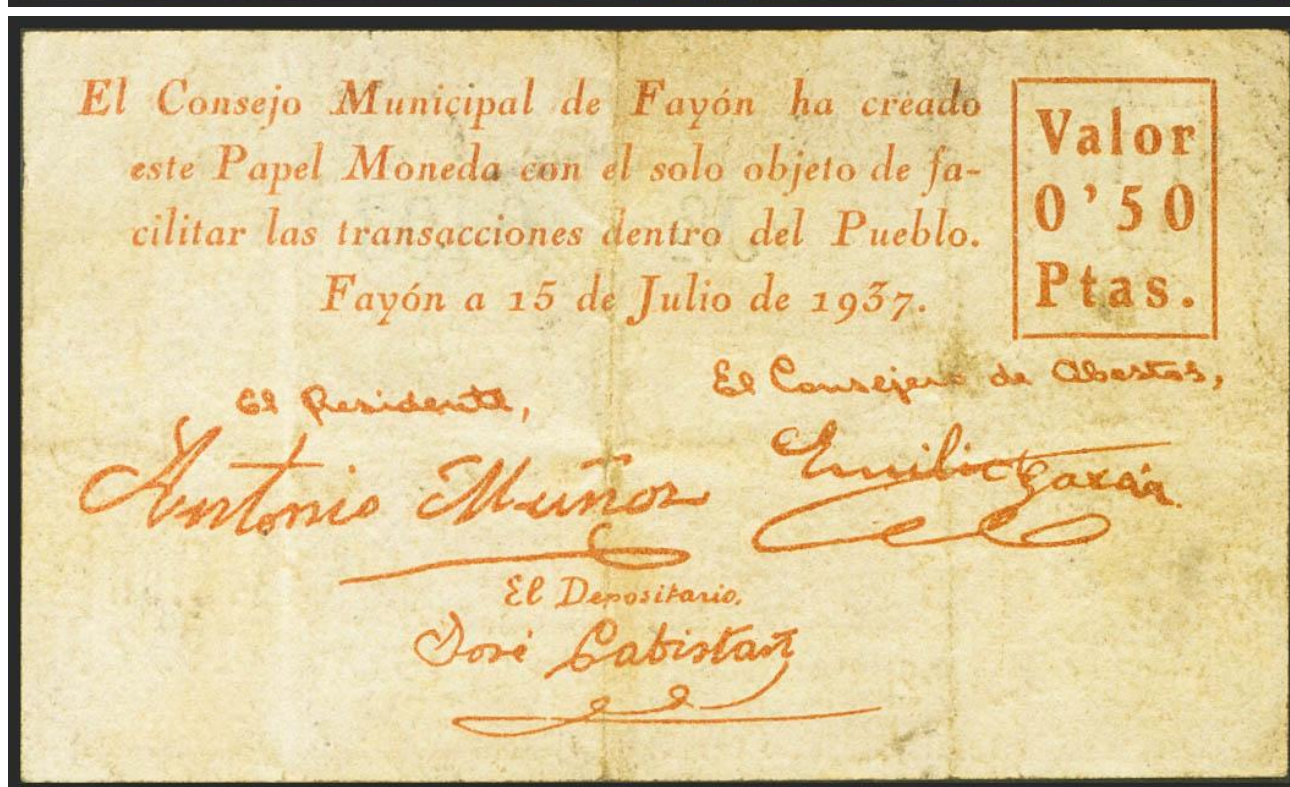 El Consejo Municipal de Fayón ha creado
este Papel Moneda con el solo objeto de fa-
cilitar las transacciones dentro del Pueblo.
Fayón a 15 de Julio de 1937.
Valor
0'50
Ptas.
El Presidente,
Antonio Muñoz
El Consejero de Abastos,
Emilio
El Depositario,
José